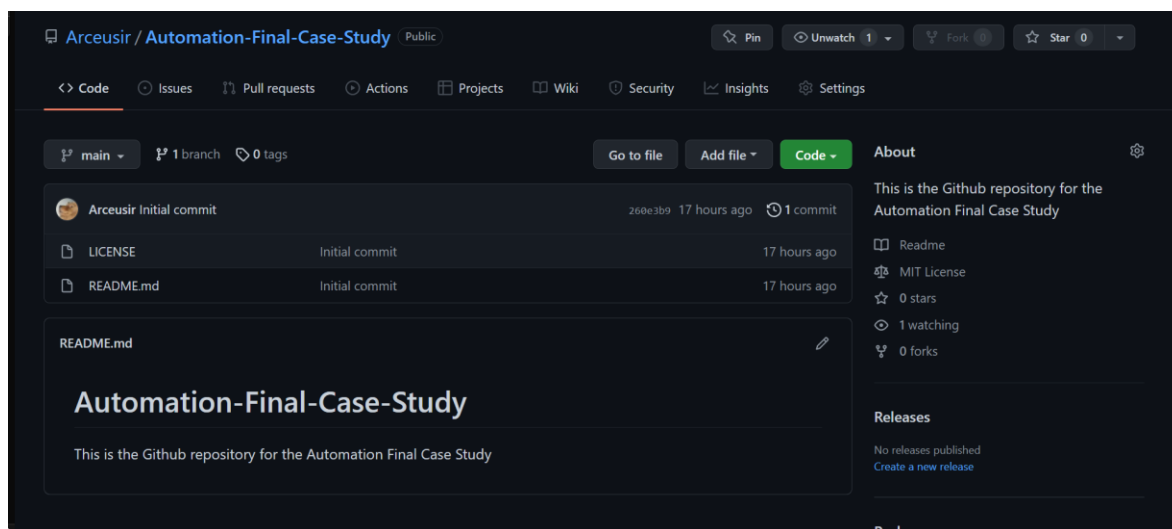 Arceusir / Automation-Final-Case-Study Public
Pin Unwatch 1 Fork 0 Star 0
<> Code Issues Pull requests Actions Projects Wiki Security Insights Settings
main 1 branch 0 tags Go to file Add file Code
Arceusir Initial commit 260e3b9 17 hours ago 1 commit
LICENSE Initial commit 17 hours ago
README.md Initial commit 17 hours ago
README.md
Automation-Final-Case-Study
This is the Github repository for the Automation Final Case Study
About
This is the Github repository for the
Automation Final Case Study
Readme
MIT License
0 stars
1 watching
0 forks
Releases
No releases published
Create a new release